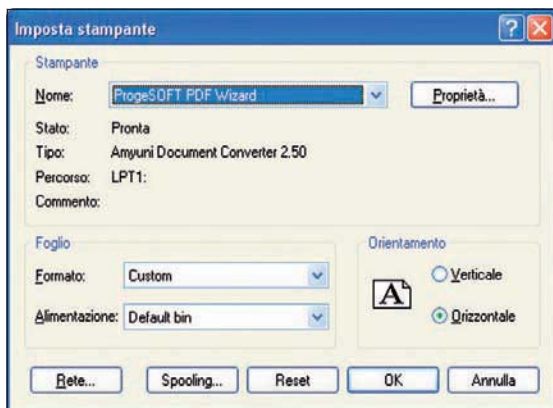 Imposta stampante
Stampante
Nome: ProgeSOFT PDF Wizard Proprietà...
Stato: Pronta
Tipo: Amyuni Document Converter 2.50
Percorso: LPT1:
Commento:
Foglio
Formato: Custom
Alimentazione: Default bin
Orientamento
A
Verticale
Orizzontale
Rete... Spooling... Reset OK Annulla